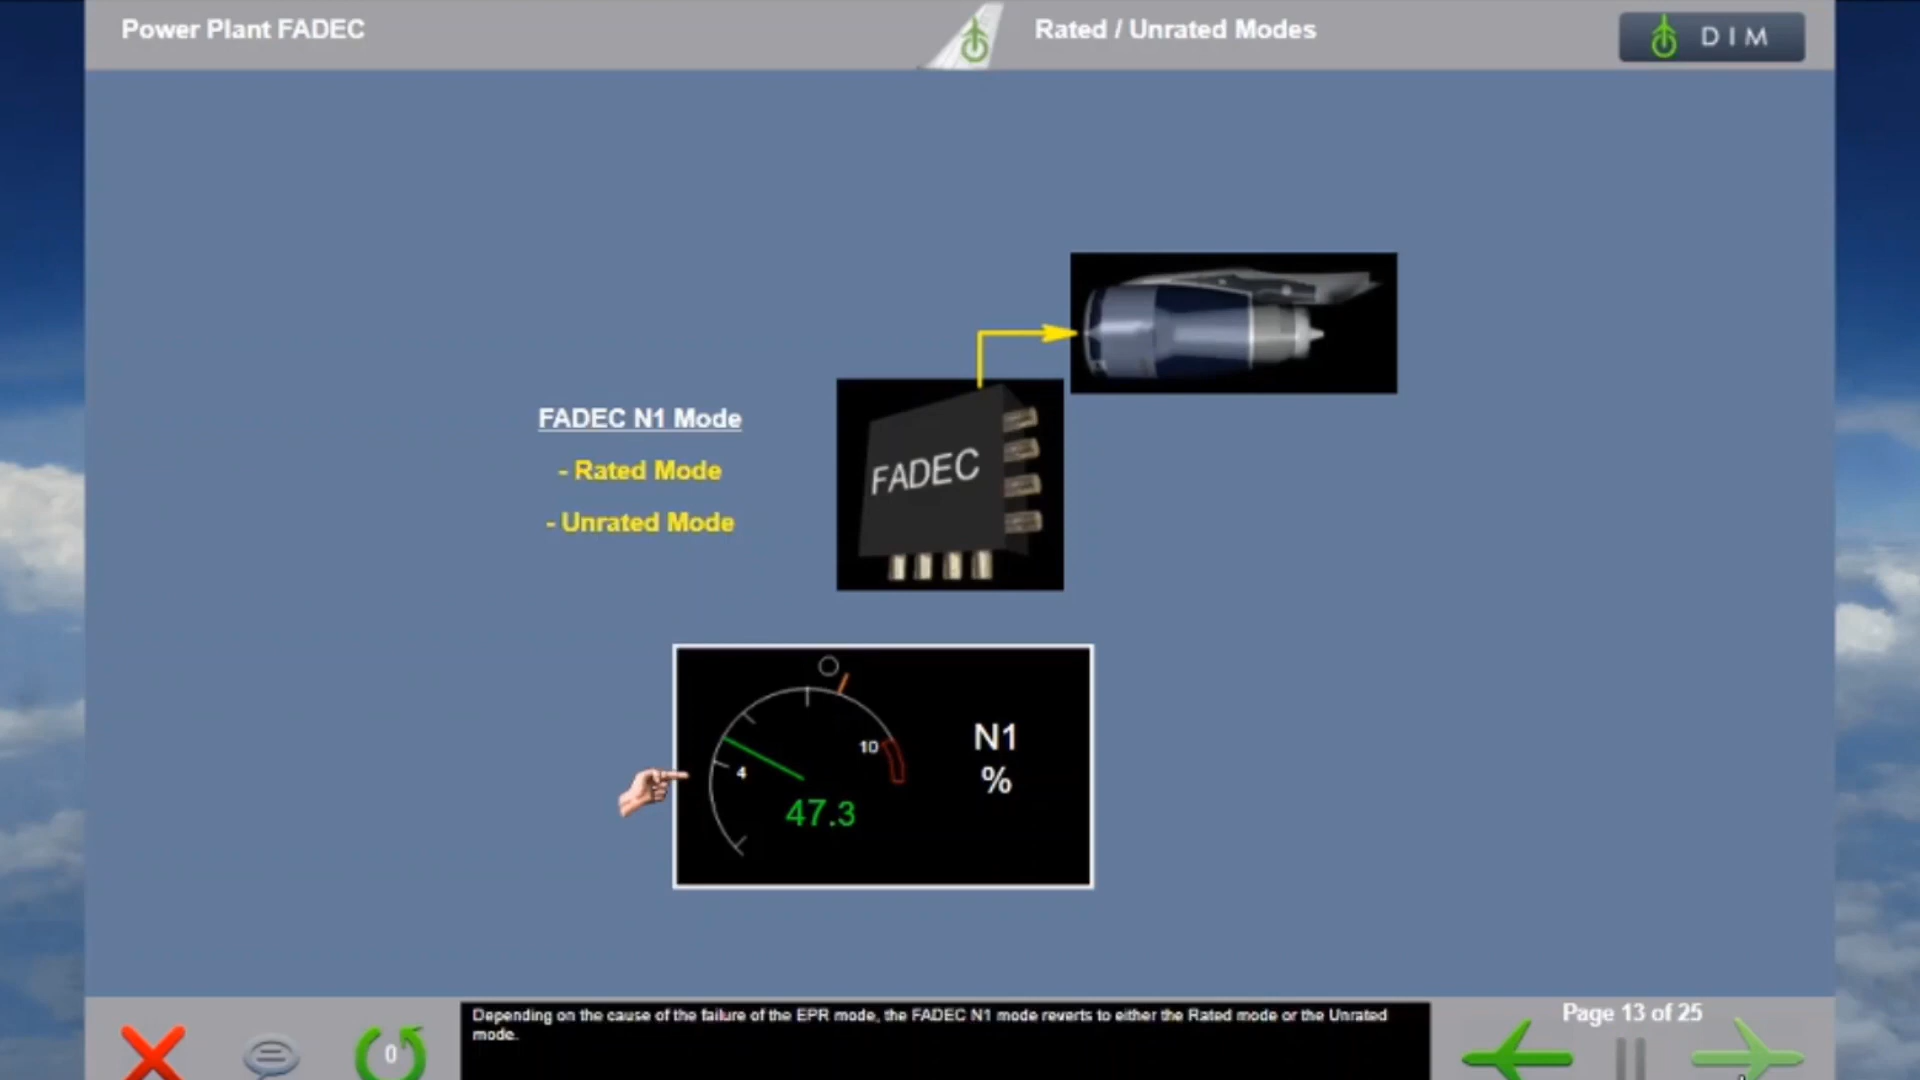 Power Plant FADEC
Rated / Unrated Modes
DIM
FADEC N1 Mode
- Rated Mode
- Unrated Mode
FADEC
10
4
47.3
N1
%
0
Depending on the cause of the failure of the EPR mode, the FADEC N1 mode reverts to either the Rated mode or the Unrated
mode.
Page 13 of 25